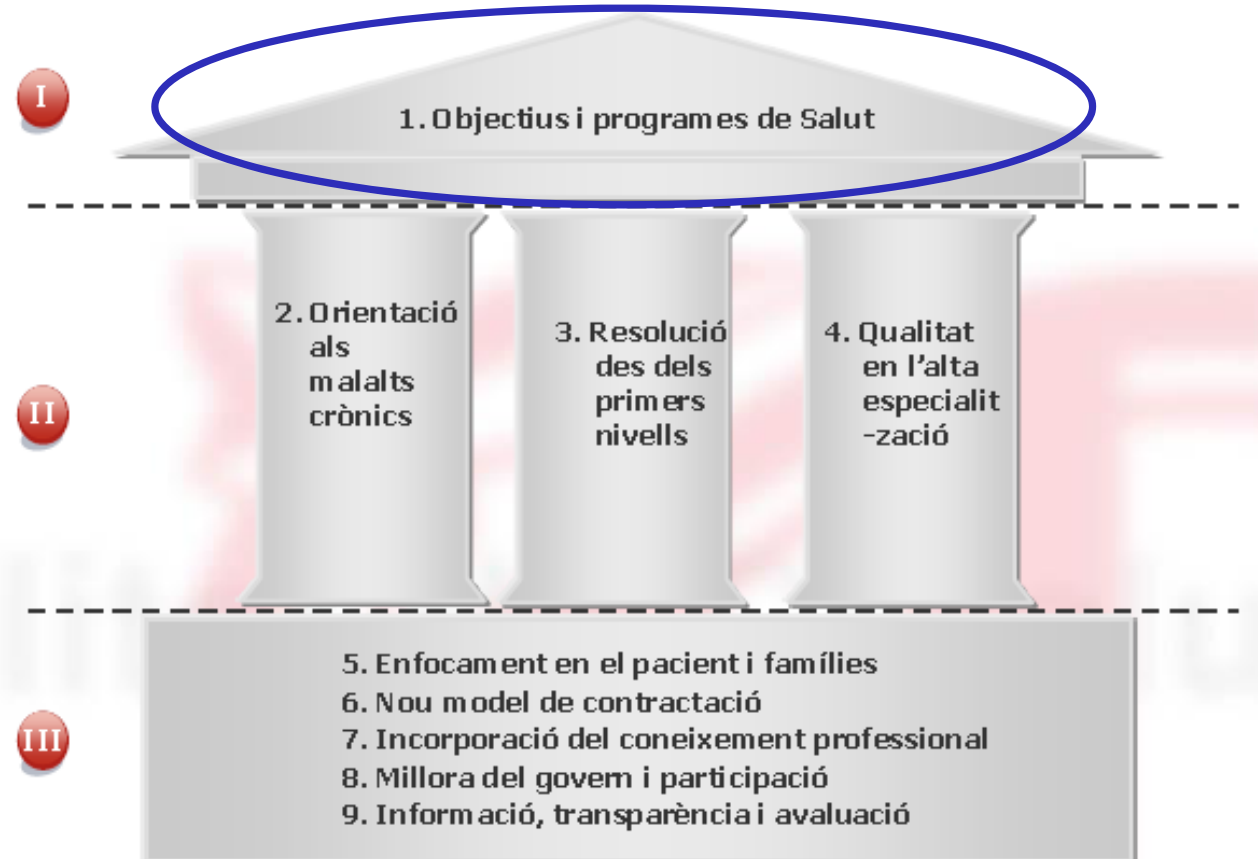 I
1. Objectius i programes de Salut
2. Orientació
als
malalts
crònics
3. Resolució
des dels
primers
nivells
4. Qualitat
en l'alta
especialit
-zació
II
5. Enfocament en el pacient i famílies
6. Nou model de contractació
7. Incorporació del coneixement professional
8. Millora del govern i participació
9. Informació, transparència i avaluació
III